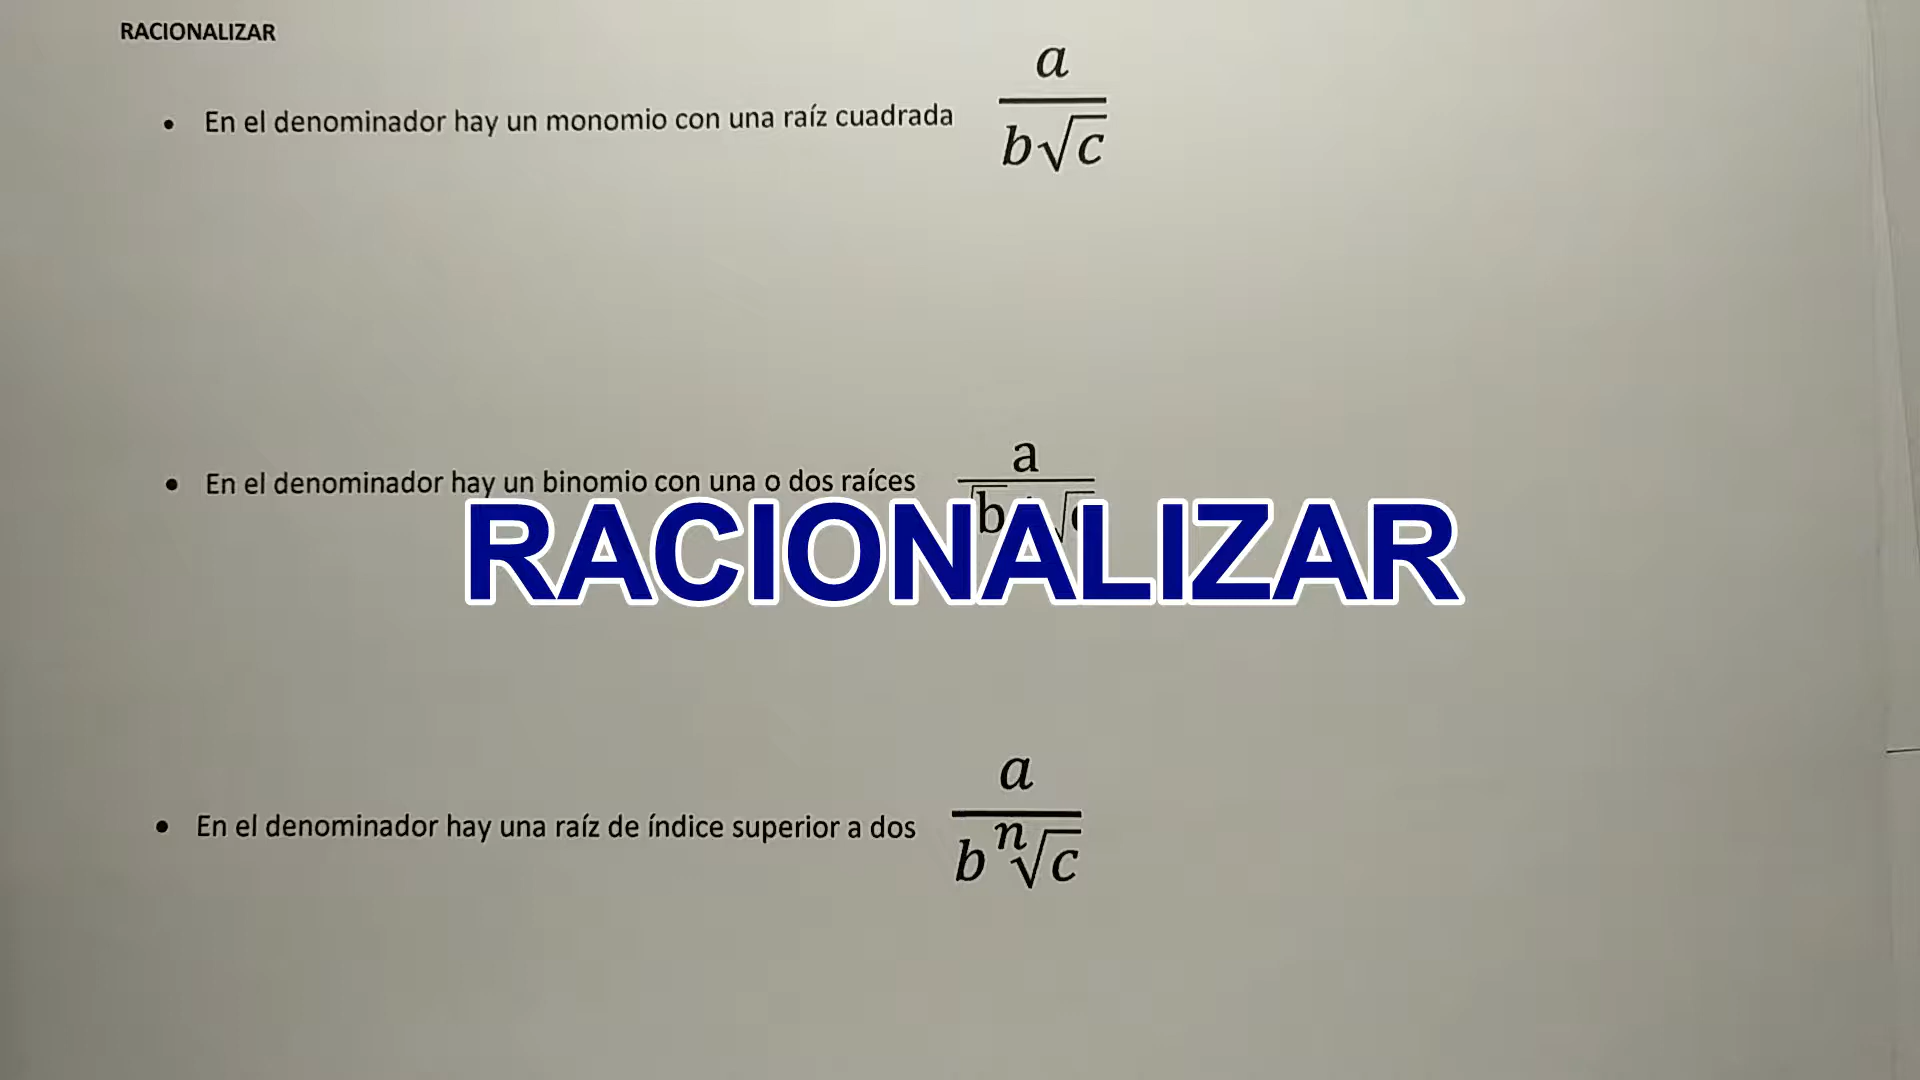 RACIONALIZAR
• En el denominador hay un monomio con una raíz cuadrada a / b√c
• En el denominador hay un binomio con una o dos raíces a / √b √
RACIONALIZAR
• En el denominador hay una raíz de índice superior a dos a / b ⁿ√c